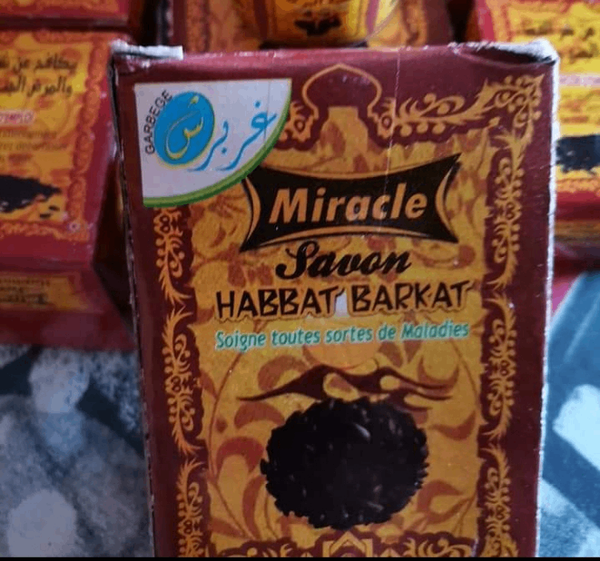 GARBEGE
غربرش
Miracle
Savon
HABBAT BARKAT
Soigne toutes sortes de Maladies